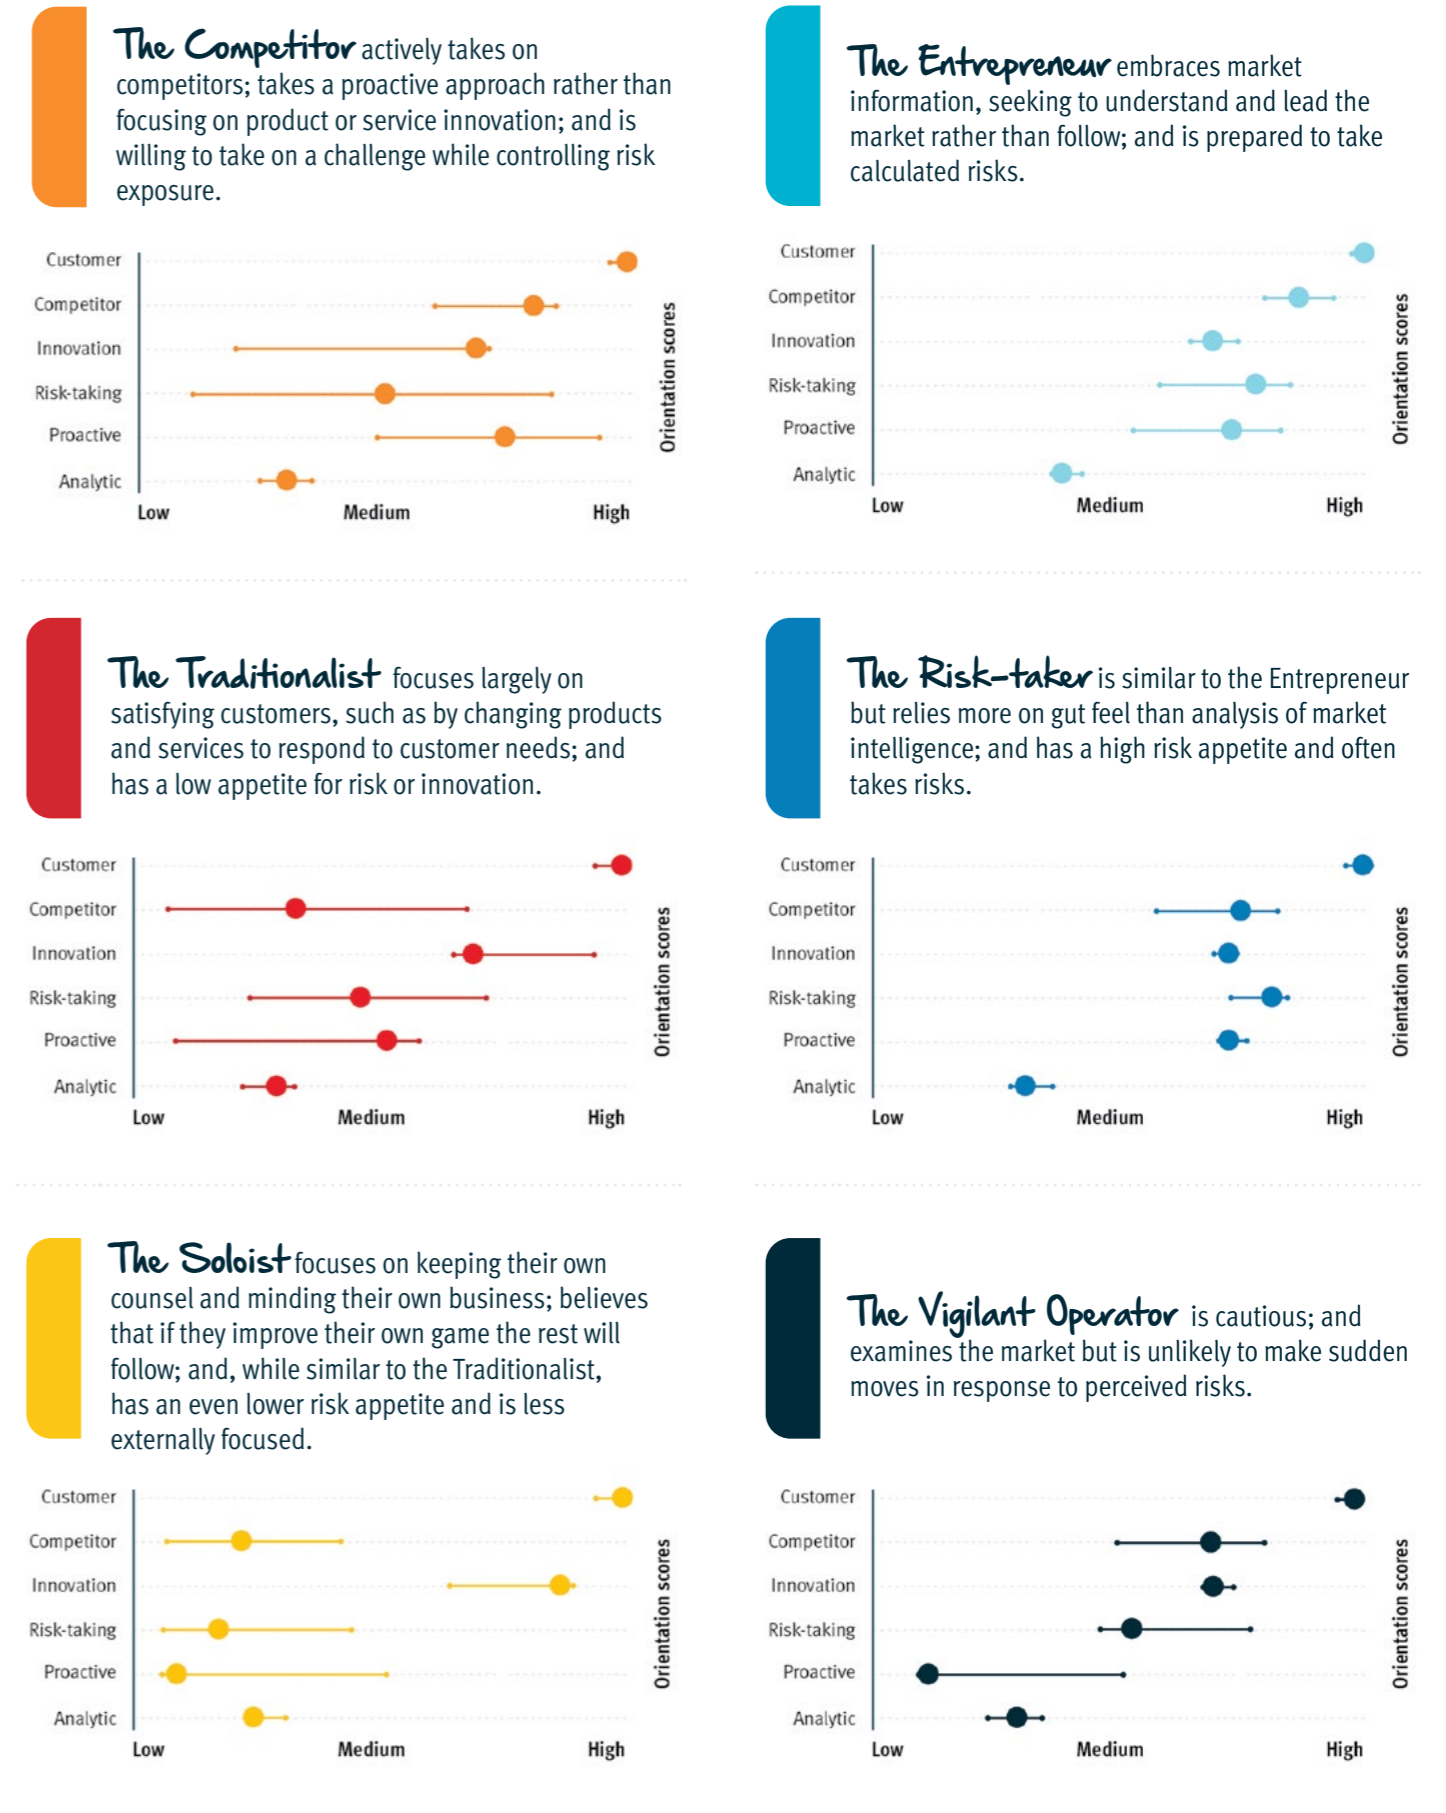 The Competitor actively takes on
competitors; takes a proactive approach rather than
focusing on product or service innovation; and is
willing to take on a challenge while controlling risk
exposure.
Customer
Competitor
Innovation
Risk-taking
Proactive
Analytic
Low Medium High
Orientation scores
The Entrepreneur embraces market
information, seeking to understand and lead the
market rather than follow; and is prepared to take
calculated risks.
Customer
Competitor
Innovation
Risk-taking
Proactive
Analytic
Low Medium High
Orientation scores
The Traditionalist focuses largely on
satisfying customers, such as by changing products
and services to respond to customer needs; and
has a low appetite for risk or innovation.
Customer
Competitor
Innovation
Risk-taking
Proactive
Analytic
Low Medium High
Orientation scores
The Risk-taker is similar to the Entrepreneur
but relies more on gut feel than analysis of market
intelligence; and has a high risk appetite and often
takes risks.
Customer
Competitor
Innovation
Risk-taking
Proactive
Analytic
Low Medium High
Orientation scores
The Soloist focuses on keeping their own
counsel and minding their own business; believes
that if they improve their own game the rest will
follow; and, while similar to the Traditionalist,
has an even lower risk appetite and is less
externally focused.
Customer
Competitor
Innovation
Risk-taking
Proactive
Analytic
Low Medium High
Orientation scores
The Vigilant Operator is cautious; and
examines the market but is unlikely to make sudden
moves in response to perceived risks.
Customer
Competitor
Innovation
Risk-taking
Proactive
Analytic
Low Medium High
Orientation scores